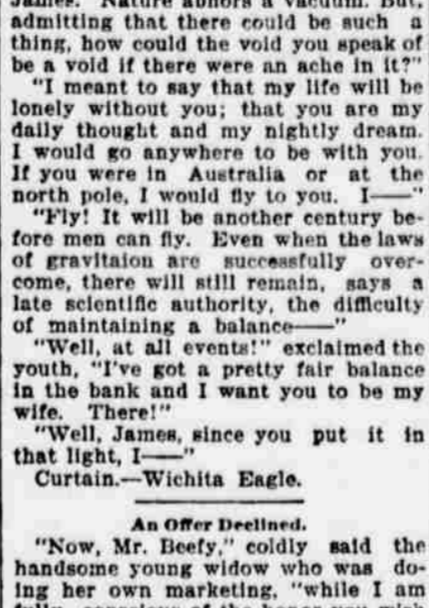 James. Nature abhors a vacuum. But,
admitting that there could be such a
thing, how could the void you speak of
be a void if there were an ache in it?"
"I meant to say that my life will be
lonely without you; that you are my
daily thought and my nightly dream.
I would go anywhere to be with you.
If you were in Australia or at the
north pole, I would fly to you. I——"
"Fly! It will be another century be-
fore men can fly. Even when the laws
of gravitaion are successfully over-
come, there will still remain, says a
late scientific authority, the difficulty
of maintaining a balance——"
"Well, at all events!" exclaimed the
youth, "I've got a pretty fair balance
in the bank and I want you to be my
wife. There!"
"Well, James, since you put it in
that light, I——"
Curtain.—Wichita Eagle.
An Offer Declined.
"Now, Mr. Beefy," coldly said the
handsome young widow who was do-
ing her own marketing, "while I am